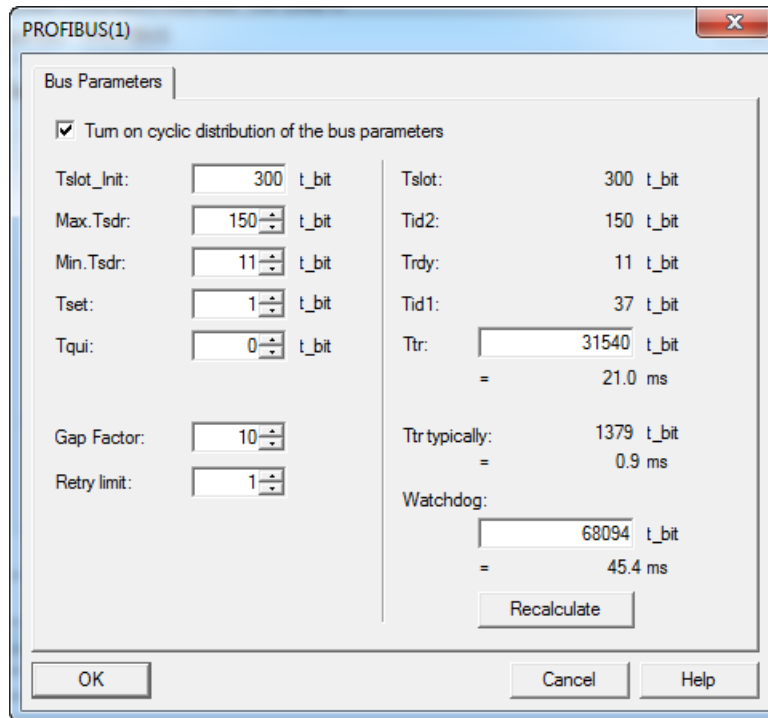 PROFIBUS(1)
Bus Parameters
Turn on cyclic distribution of the bus parameters
Tslot_Init: 300 t_bit
Max.Tsdr: 150 t_bit
Min.Tsdr: 11 t_bit
Tset: 1 t_bit
Tqui: 0 t_bit
Gap Factor: 10
Retry limit: 1
Tslot: 300 t_bit
Tid2: 150 t_bit
Trdy: 11 t_bit
Tid1: 37 t_bit
Ttr: 31540 t_bit
= 21.0 ms
Ttr typically: 1379 t_bit
= 0.9 ms
Watchdog:
68094 t_bit
= 45.4 ms
Recalculate
OK
Cancel
Help